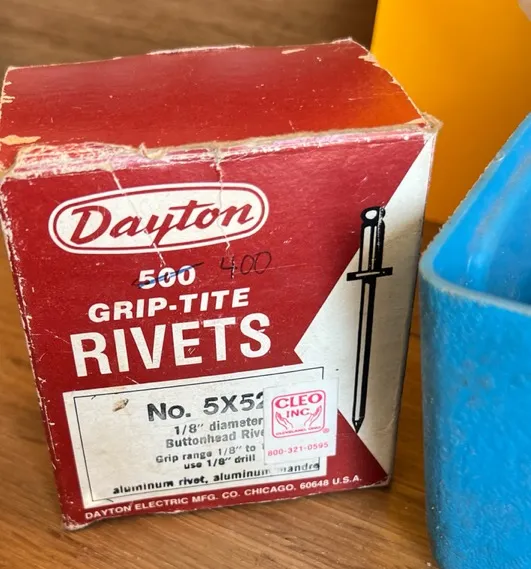 Dayton
500 400
GRIP-TITE
RIVETS
No. 5X52
1/8" diameter
Buttonhead Rive
Grip range 1/8" to
use 1/8" drill
aluminum rivet, aluminum mandre
CLEO
INC.
800-321-0595
DAYTON ELECTRIC MFG. CO. CHICAGO, 60648 U.S.A.